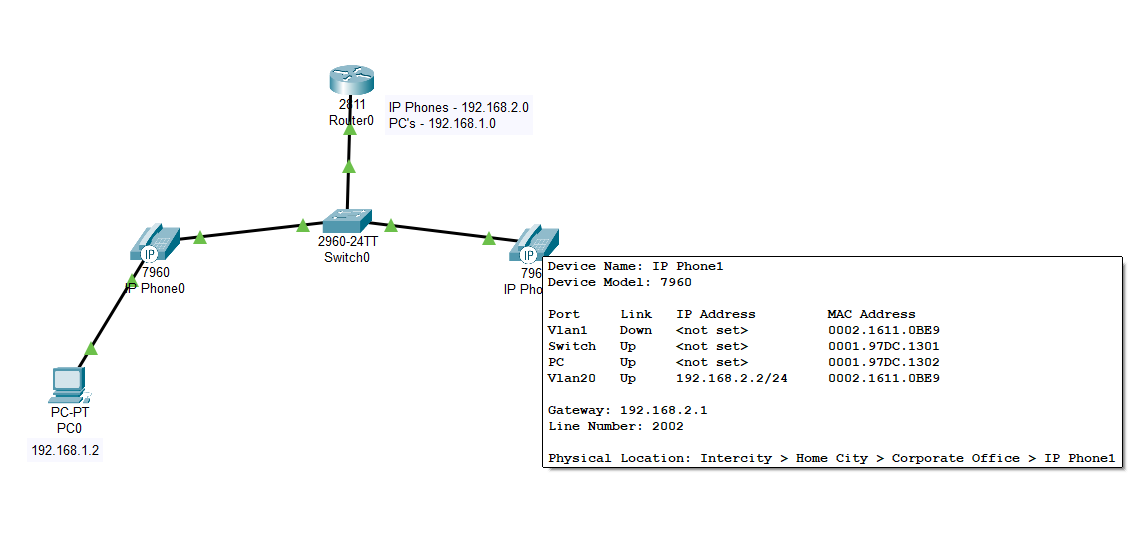 2811
Router0
IP Phones - 192.168.2.0
PC's - 192.168.1.0
2960-24TT
Switch0
IP
7960
IP Phone0
IP
796
IP Pho
Device Name: IP Phone1
Device Model: 7960
Port Link IP Address MAC Address
Vlan1 Down <not set> 0002.1611.0BE9
Switch Up <not set> 0001.97DC.1301
PC Up <not set> 0001.97DC.1302
Vlan20 Up 192.168.2.2/24 0002.1611.0BE9
Gateway: 192.168.2.1
Line Number: 2002
Physical Location: Intercity > Home City > Corporate Office > IP Phone1
PC-PT
PC0
192.168.1.2